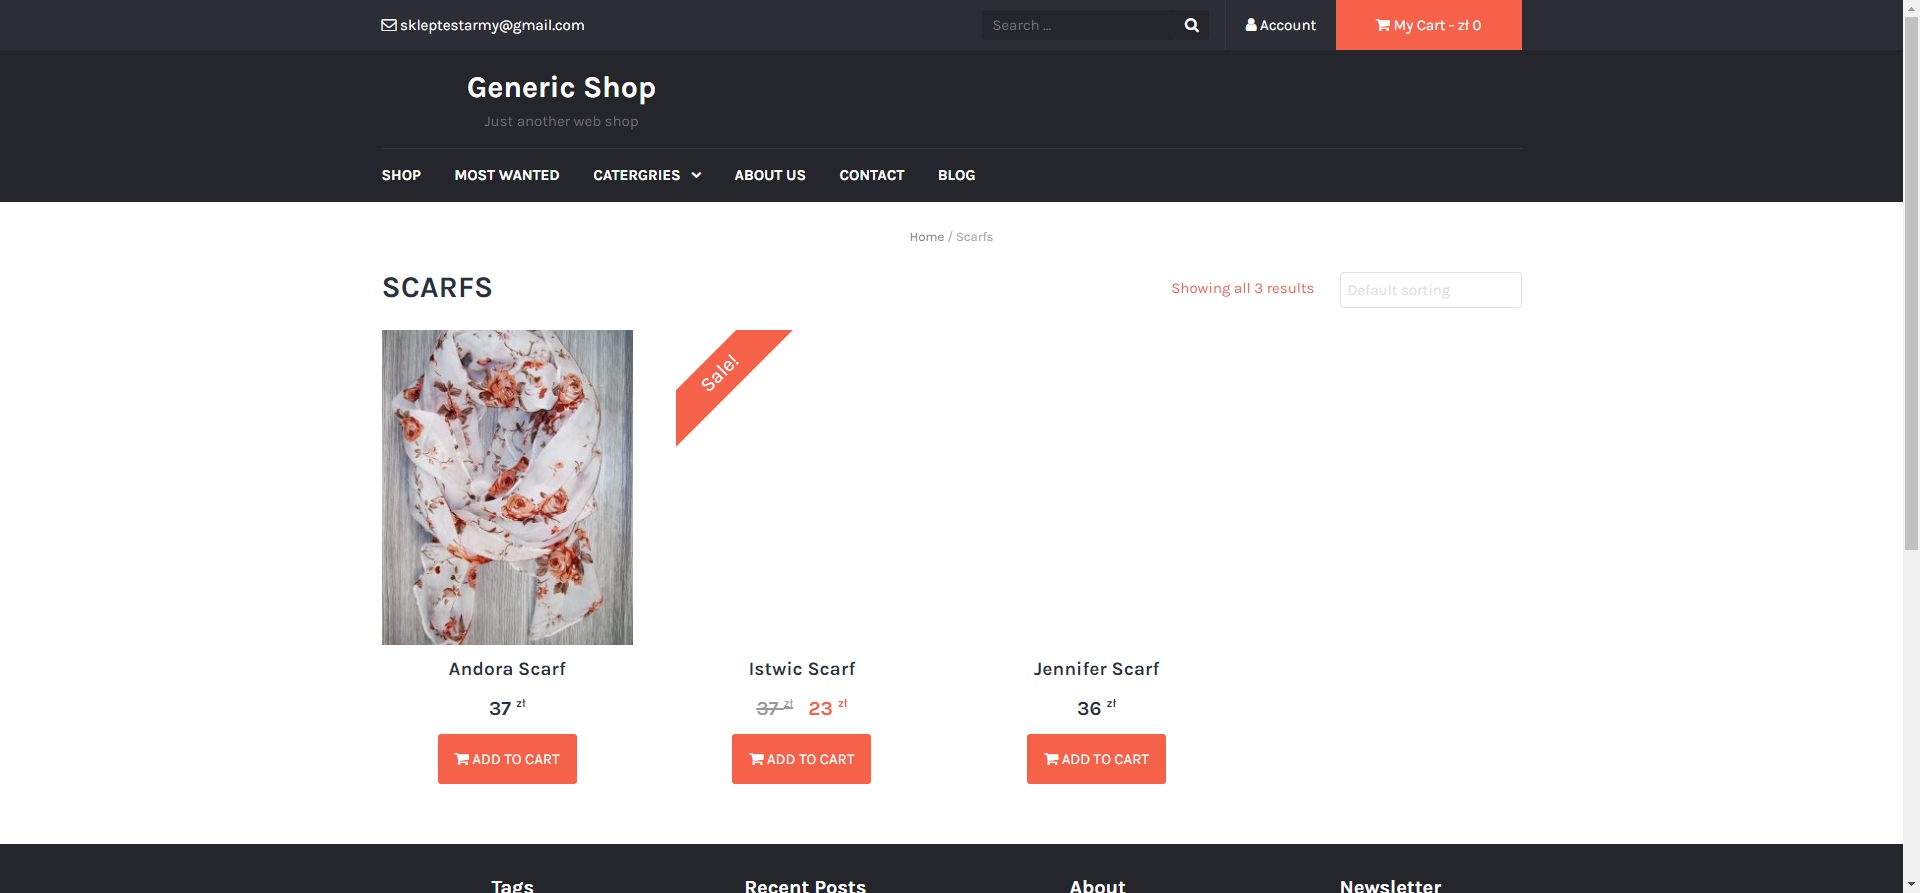 skleptestarmy@gmail.com
Search ...
Account
My Cart - zł 0
Generic Shop
Just another web shop
SHOP
MOST WANTED
CATERGRIES
ABOUT US
CONTACT
BLOG
Home / Scarfs
SCARFS
Showing all 3 results
Default sorting
Sale!
Andora Scarf
37 zł
ADD TO CART
Istwic Scarf
37 zł 23 zł
ADD TO CART
Jennifer Scarf
36 zł
ADD TO CART
Tags
Recent Posts
About
Newsletter